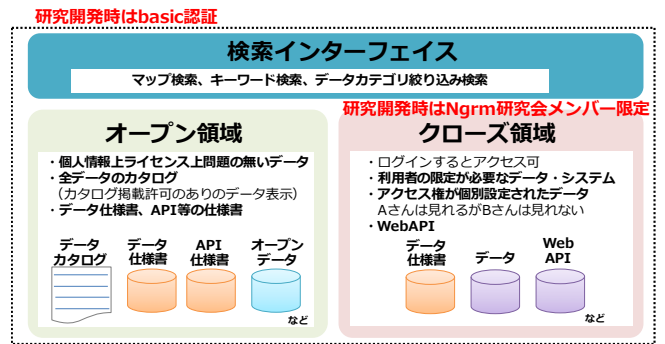 研究開発時はbasic認証
検索インターフェイス
マップ検索、キーワード検索、データカテゴリ絞り込み検索
研究開発時はNgrm研究会メンバー限定
オープン領域
・個人情報上ライセンス上問題の無いデータ
・全データのカタログ
（カタログ掲載許可のありのデータ表示）
・データ仕様書、API等の仕様書
データ
カタログ
データ
仕様書
API
仕様書
オープン
データ
など
クローズ領域
・ログインするとアクセス可
・利用者の限定が必要なデータ・システム
・アクセス権が個別設定されたデータ
Aさんは見れるがBさんは見れない
・WebAPI
データ
仕様書
データ
Web
API
など